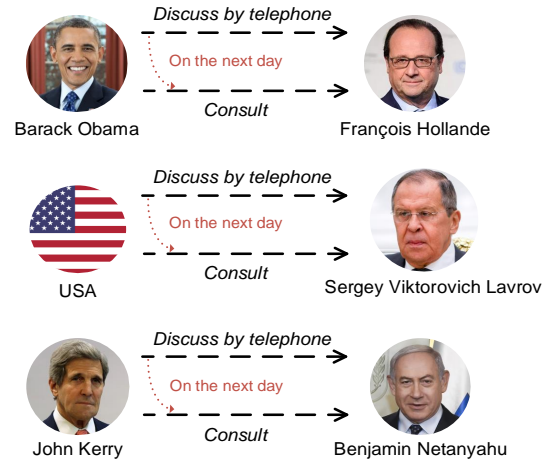 Discuss by telephone
On the next day
Consult
Barack Obama
François Hollande
Discuss by telephone
On the next day
Consult
USA
Sergey Viktorovich Lavrov
Discuss by telephone
On the next day
Consult
John Kerry
Benjamin Netanyahu